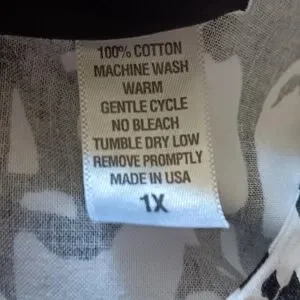 100% COTTON
MACHINE WASH
WARM
GENTLE CYCLE
NO BLEACH
TUMBLE DRY LOW
REMOVE PROMPTLY
MADE IN USA
1X